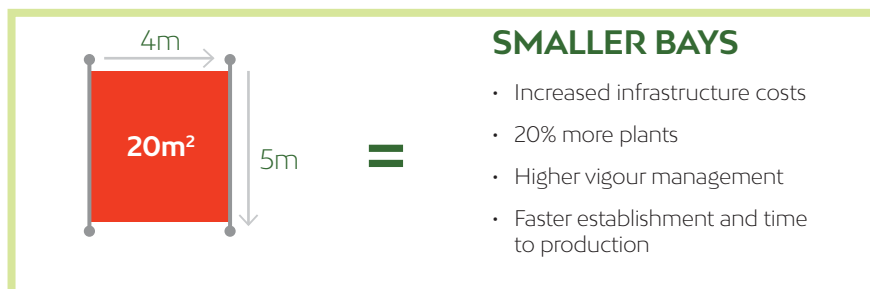 4m
20m²
5m
=
SMALLER BAYS
• Increased infrastructure costs
• 20% more plants
• Higher vigour management
• Faster establishment and time
to production